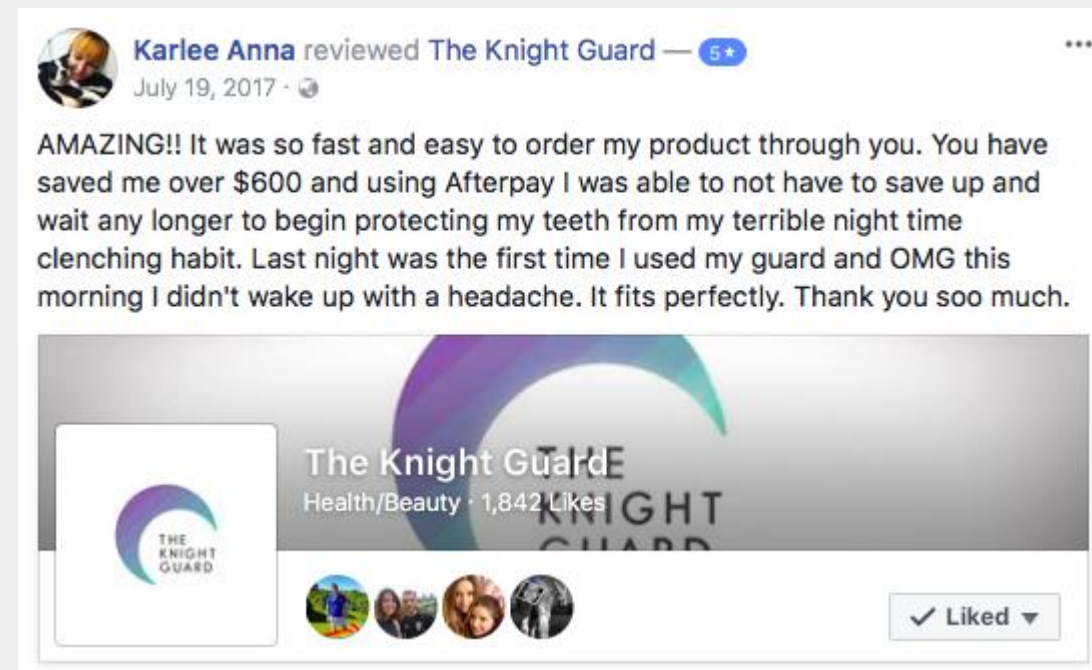 Karlee Anna reviewed The Knight Guard — 5★
July 19, 2017 ·
AMAZING!! It was so fast and easy to order my product through you. You have
saved me over $600 and using Afterpay I was able to not have to save up and
wait any longer to begin protecting my teeth from my terrible night time
clenching habit. Last night was the first time I used my guard and OMG this
morning I didn't wake up with a headache. It fits perfectly. Thank you soo much.
THE
KNIGHT
GUARD
The Knight Guard
Health/Beauty · 1,842 Likes
THE
KNIGHT
GUARD
Liked